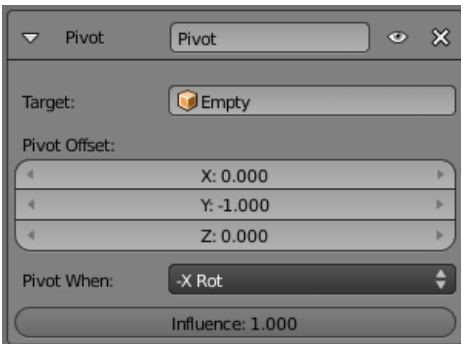 Pivot Pivot
Target: Empty
Pivot Offset:
X: 0.000
Y: -1.000
Z: 0.000
Pivot When: -X Rot
Influence: 1.000